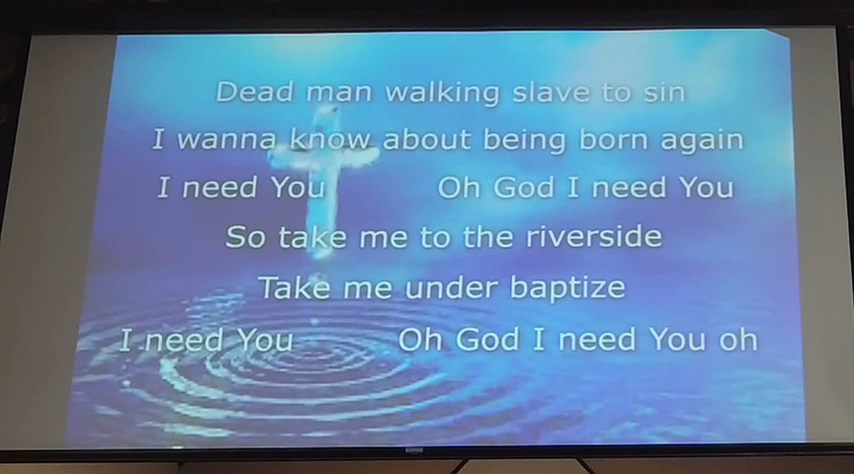 Dead man walking slave to sin
I wanna know about being born again
I need You Oh God I need You
So take me to the riverside
Take me under baptize
I need You Oh God I need You oh